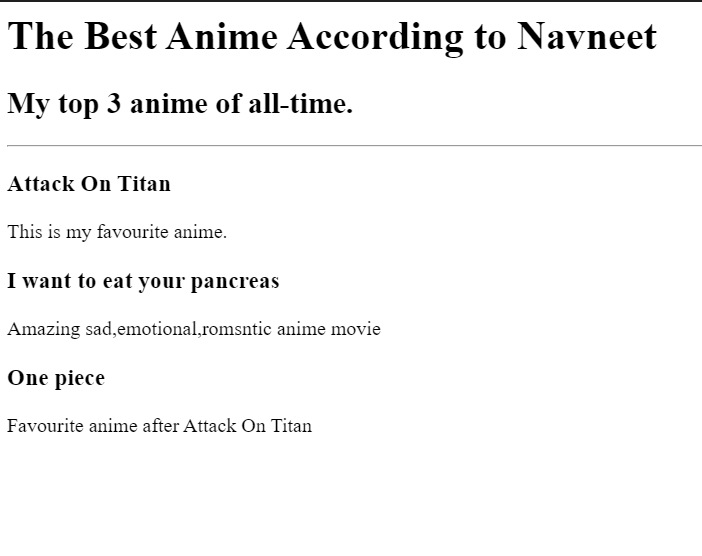 The Best Anime According to Navneet
My top 3 anime of all-time.
Attack On Titan
This is my favourite anime.
I want to eat your pancreas
Amazing sad,emotional,romsntic anime movie
One piece
Favourite anime after Attack On Titan